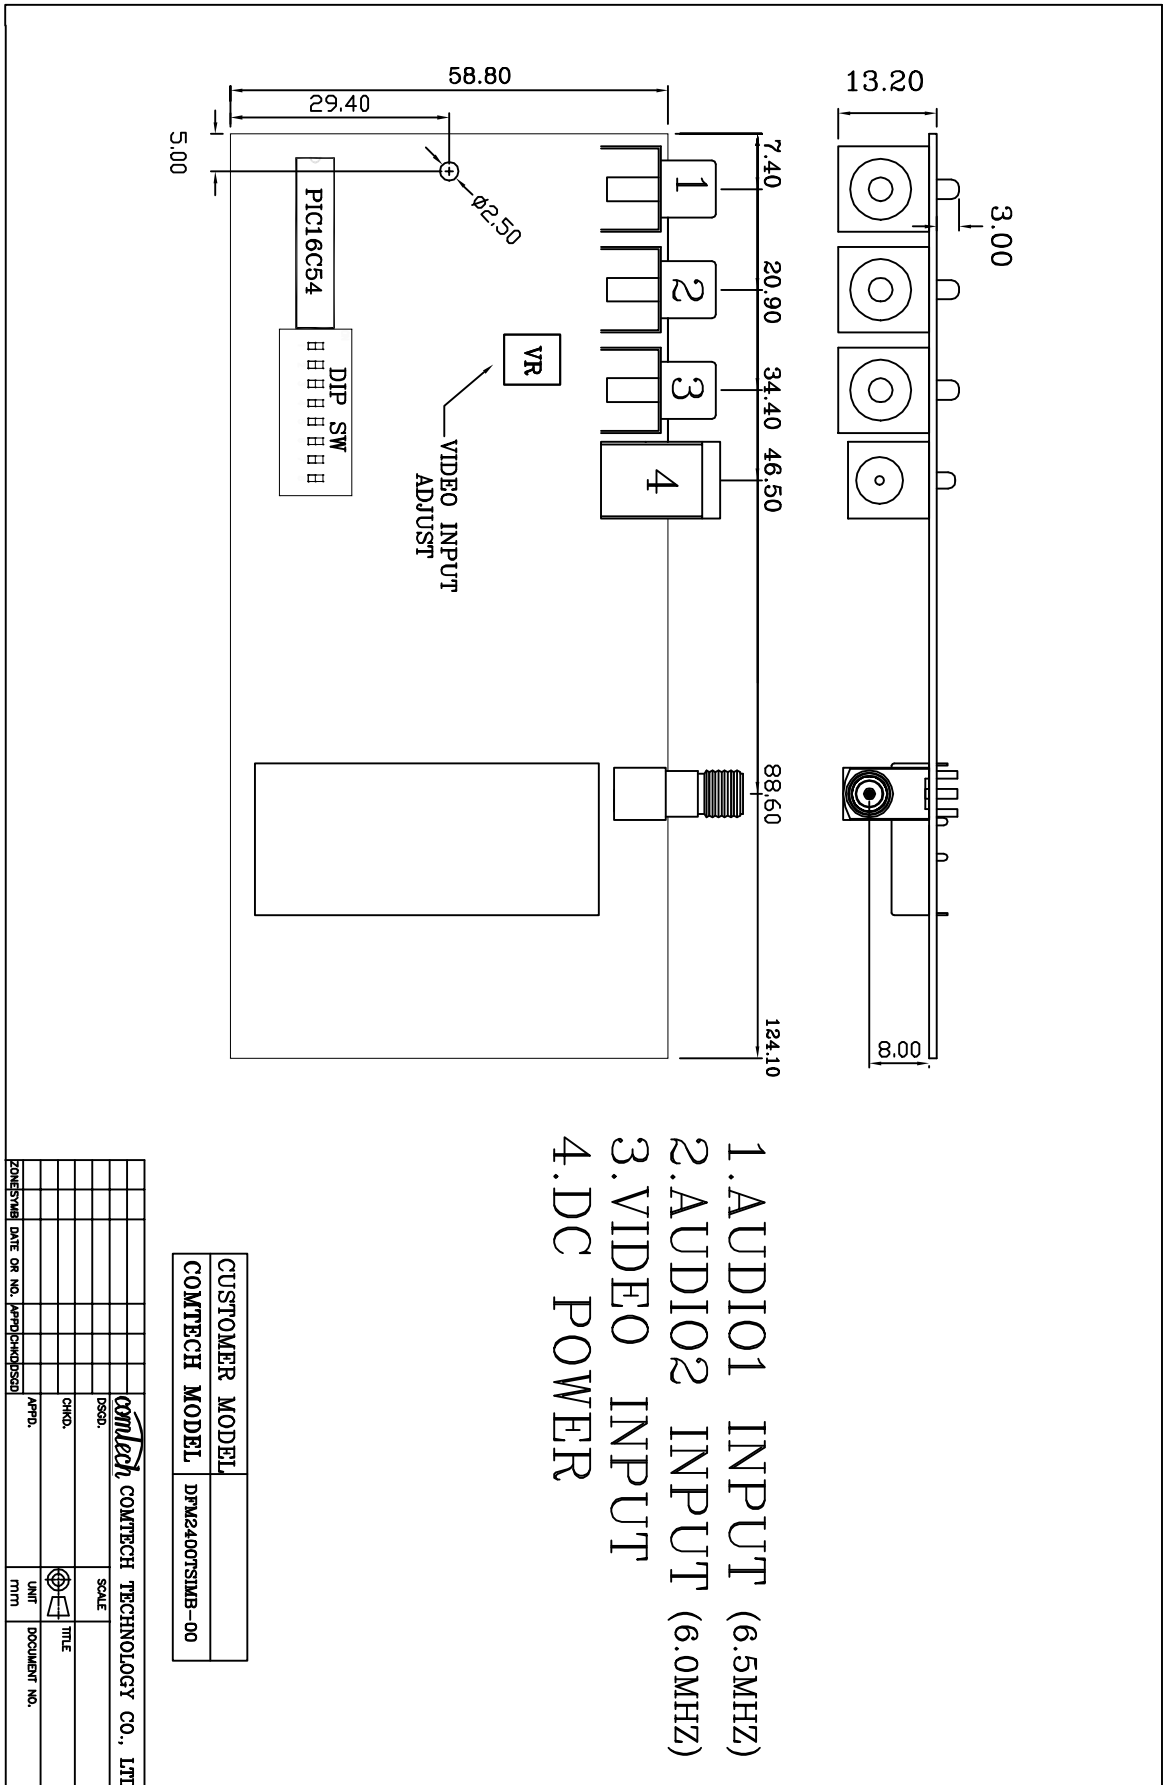 13.20
3.00
8.00
7.40
20.90
34.40
46.50
88.60
124.10
58.80
29.40
5.00
ø2.50
1
2
3
4
VR
VIDEO INPUT
ADJUST
PIC16C54
DIP SW
1.AUDIO1 INPUT (6.5MHZ)
2.AUDIO2 INPUT (6.0MHZ)
3.VIDEO INPUT
4.DC POWER
CUSTOMER MODEL
COMTECH MODEL DFM2400TSIMB-00
comtech COMTECH TECHNOLOGY CO., LTD
DSGD.
SCALE
CHKD.
TITLE
APPD.
UNIT
mm
DOCUMENT NO.
ZONE SYMB DATE OR NO. APPD CHKD DSGD